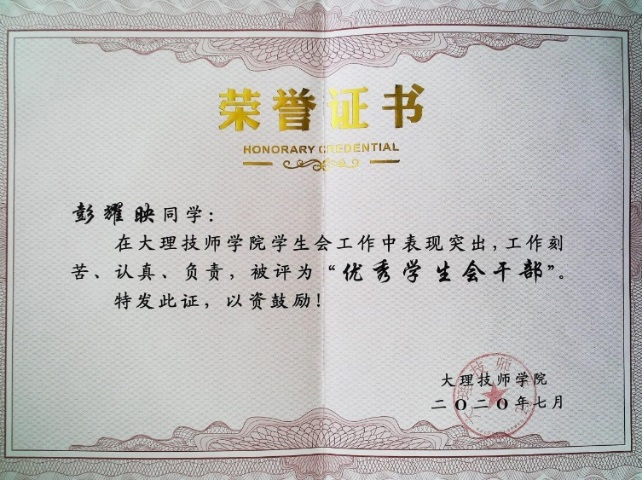 荣誉证书
HONORARY CREDENTIAL
彭耀映同学：
在大理技师学院学生会工作中表现突出，工作刻
苦、认真、负责，被评为“优秀学生会干部”。
特发此证，以资鼓励！
大理技师学院
二〇二〇年七月